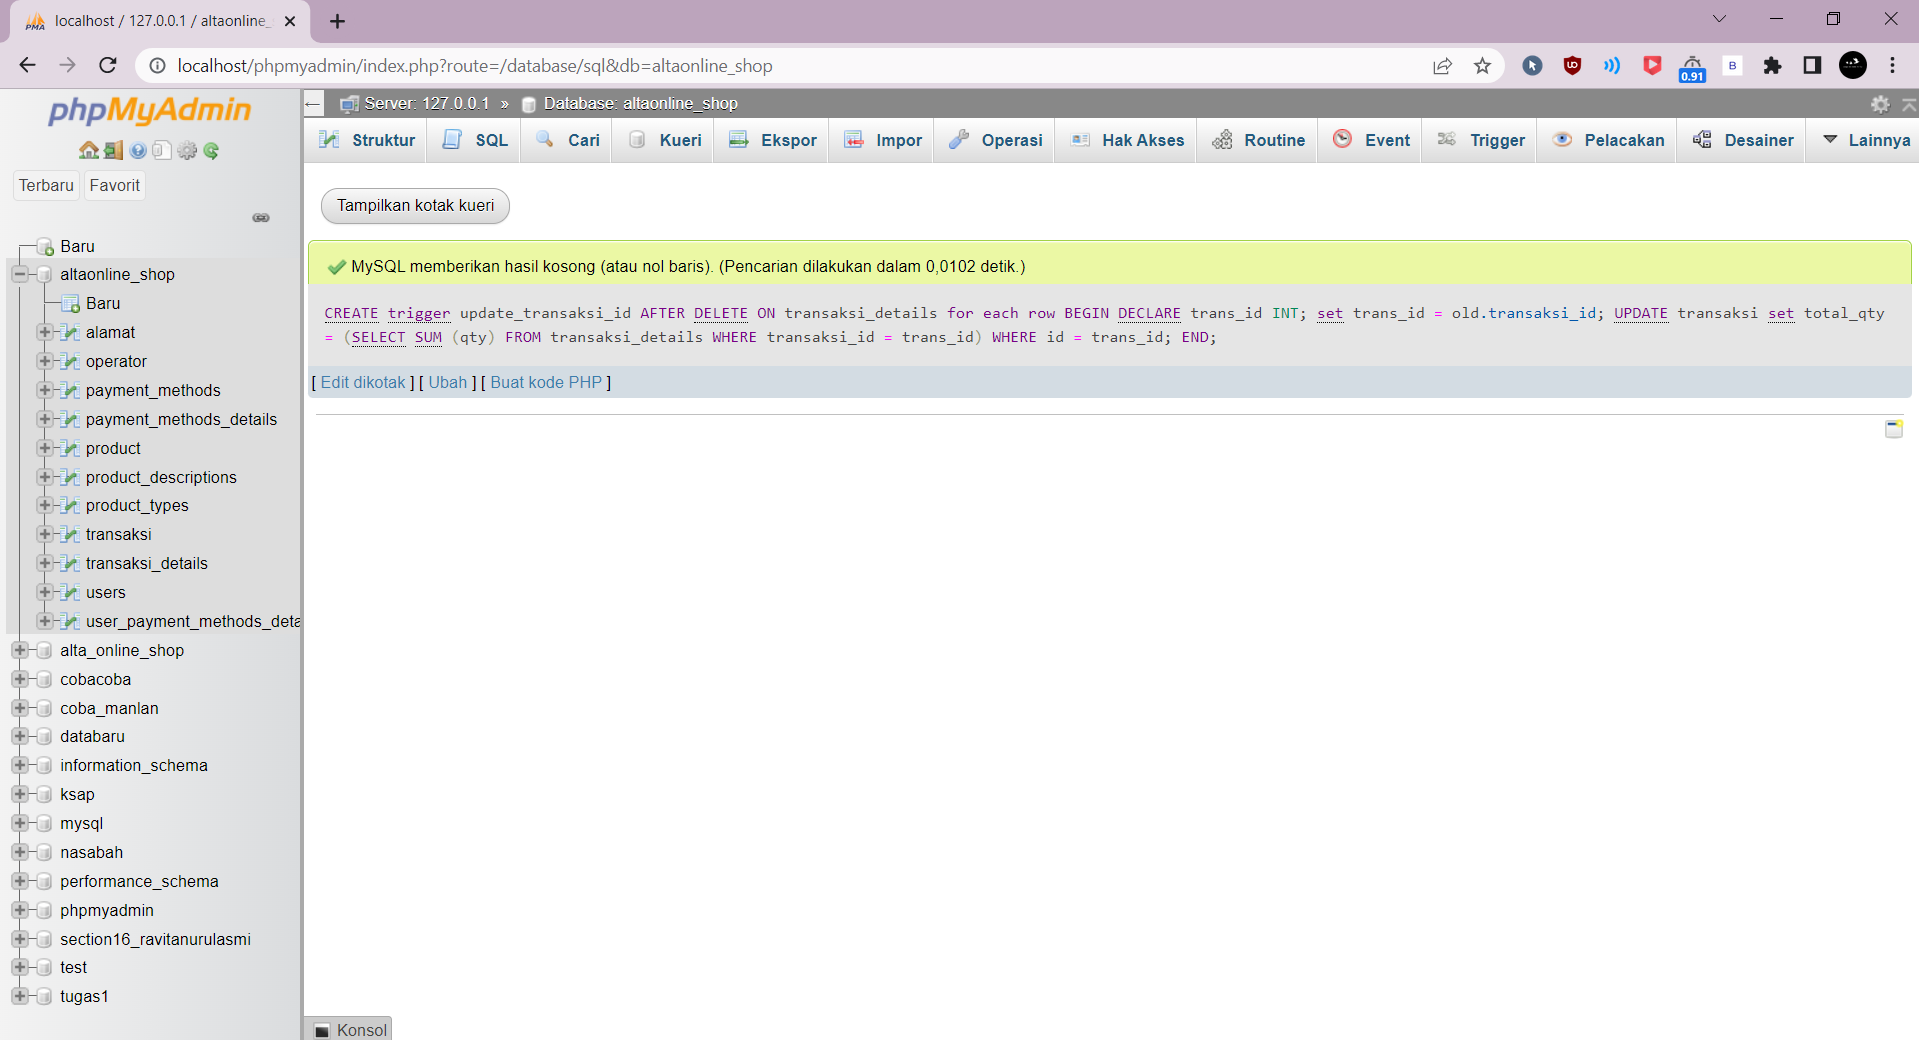 localhost / 127.0.0.1 / altaonline_
localhost/phpmyadmin/index.php?route=/database/sql&db=altaonline_shop
0.91
B
phpMyAdmin
Terbaru Favorit
Baru
altaonline_shop
Baru
alamat
operator
payment_methods
payment_methods_details
product
product_descriptions
product_types
transaksi
transaksi_details
users
user_payment_methods_deta
alta_online_shop
cobacoba
coba_manlan
databaru
information_schema
ksap
mysql
nasabah
performance_schema
phpmyadmin
section16_ravitanurulasmi
test
tugas1
Server: 127.0.0.1 » Database: altaonline_shop
Struktur SQL Cari Kueri Ekspor Impor Operasi Hak Akses Routine Event Trigger Pelacakan Desainer Lainnya
Tampilkan kotak kueri
MySQL memberikan hasil kosong (atau nol baris). (Pencarian dilakukan dalam 0,0102 detik.)
CREATE trigger update_transaksi_id AFTER DELETE ON transaksi_details for each row BEGIN DECLARE trans_id INT; set trans_id = old.transaksi_id; UPDATE transaksi set total_qty
= (SELECT SUM (qty) FROM transaksi_details WHERE transaksi_id = trans_id) WHERE id = trans_id; END;
[ Edit dikotak ] [ Ubah ] [ Buat kode PHP ]
Konsol